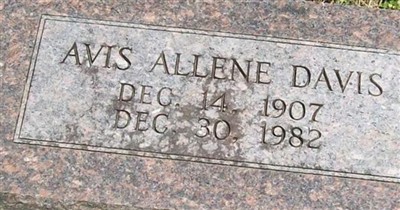 AVIS ALLENE DAVIS
DEC. 14 1907
DEC. 30, 1982